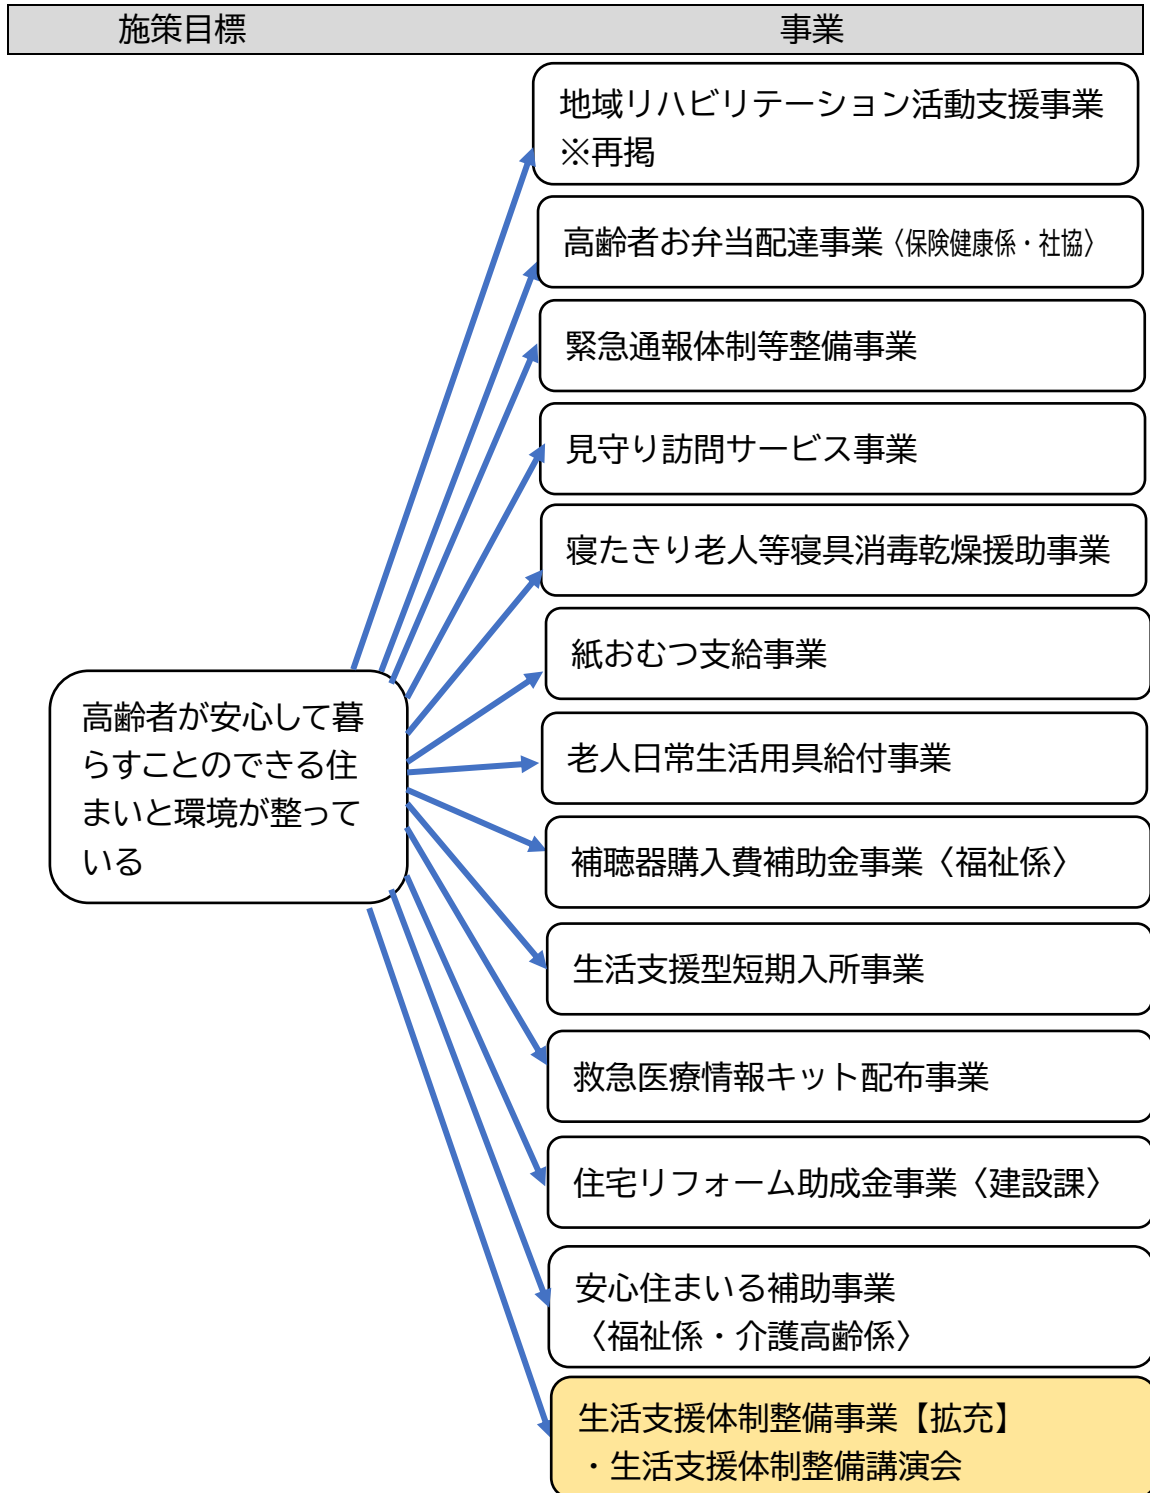 施策目標 事業
地域リハビリテーション活動支援事業
※再掲
高齢者お弁当配達事業〈保険健康係・社協〉
緊急通報体制等整備事業
見守り訪問サービス事業
寝たきり老人等寝具消毒乾燥援助事業
紙おむつ支給事業
高齢者が安心して暮
らすことのできる住
まいと環境が整って
いる
老人日常生活用具給付事業
補聴器購入費補助金事業〈福祉係〉
生活支援型短期入所事業
救急医療情報キット配布事業
住宅リフォーム助成金事業〈建設課〉
安心住まいる補助事業
〈福祉係・介護高齢係〉
生活支援体制整備事業【拡充】
・生活支援体制整備講演会